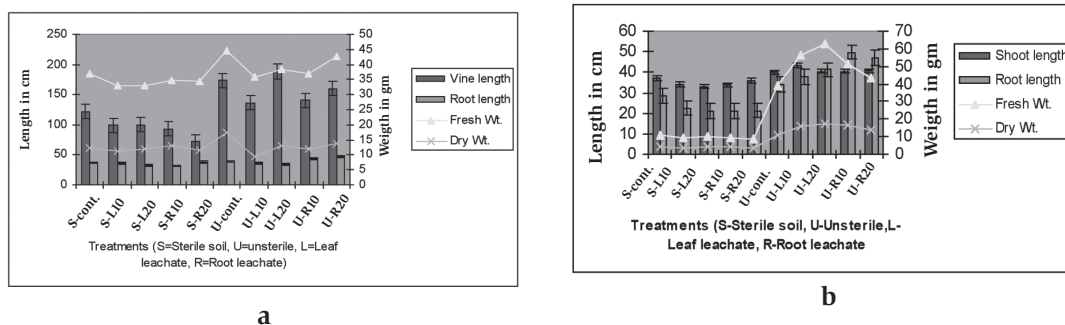 250
200
150
100
50
0
Length in cm
50
45
40
35
30
25
20
15
10
5
0
Weigth in gm
S-cont.
S-L10
S-L20
S-R10
S-R20
U-cont.
U-L10
U-L20
U-R10
U-R20
Vine length
Root length
Fresh Wt.
Dry Wt.
Treatments (S=Sterile soil, U=unsterile, L=Leaf
leachate, R=Root leachate)
a
60
50
40
30
20
10
0
Length in cm
70
60
50
40
30
20
10
0
Weigth in gm
S-cont.
S-L10
S-L20
S-R10
S-R20
U-cont.
U-L10
U-L20
U-R10
U-R20
Shoot length
Root length
Fresh Wt.
Dry Wt.
Treatments (S-Sterile soil, U-Unsterile,L-
Leaf leachate, R-Root leachate
b